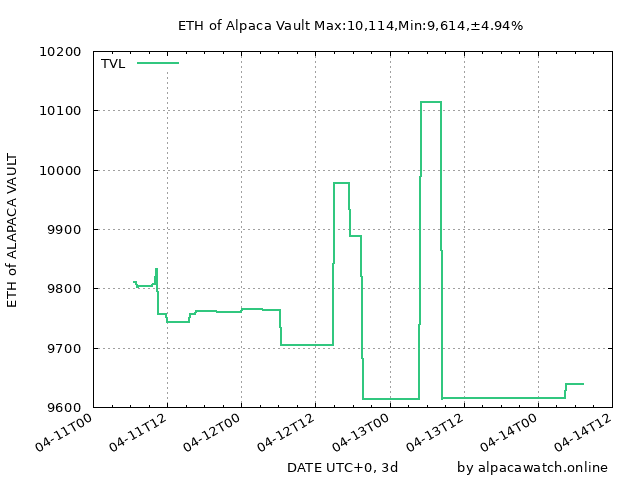 ETH of Alpaca Vault Max:10,114,Min:9,614,±4.94%
TVL
10200
10100
10000
9900
9800
9700
9600
ETH of ALAPACA VAULT
04-11T00
04-11T12
04-12T00
04-12T12
04-13T00
04-13T12
04-14T00
04-14T12
DATE UTC+0, 3d
by alpacawatch.online